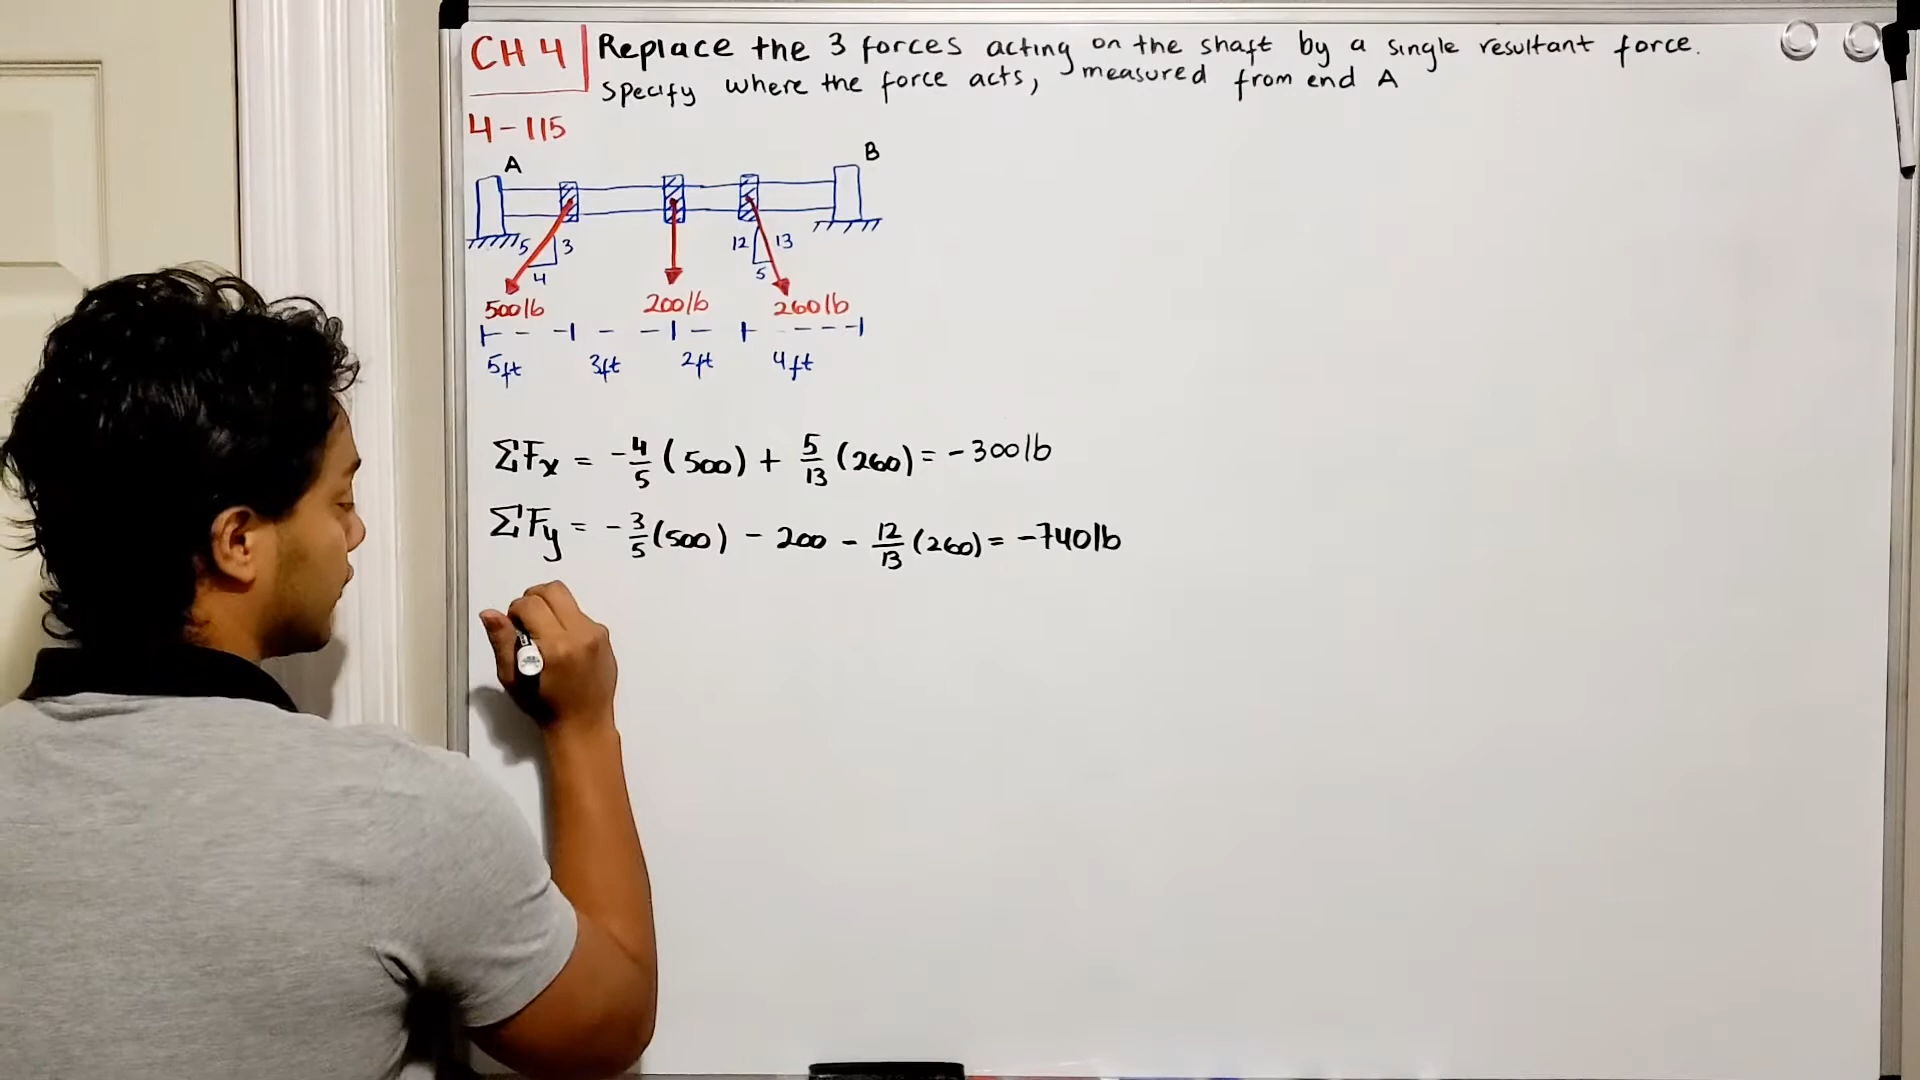 CH 4 Replace the 3 forces acting on the shaft by a single resultant force.
specify where the force acts, measured from end A
4-115
A B
5 3 12 13
4 5
500lb 200lb 260lb
5ft 3ft 2ft 4ft
ΣFx = -4/5 (500) + 5/13 (260) = -300lb
ΣFy = -3/5 (500) - 200 - 12/13 (260) = -740lb